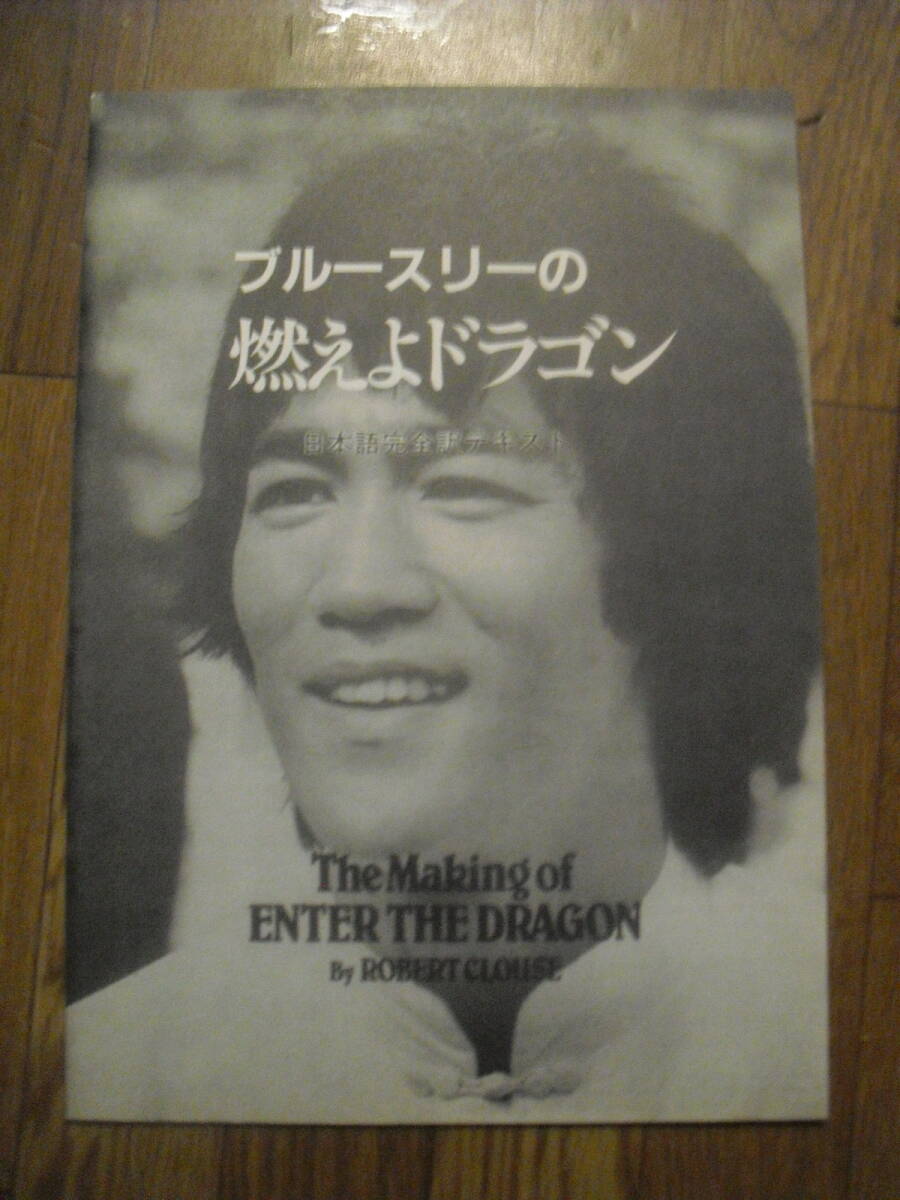 ブルースリーの
燃えよドラゴン
日本語完全訳テキスト
The Making of
ENTER THE DRAGON
By ROBERT CLOUSE